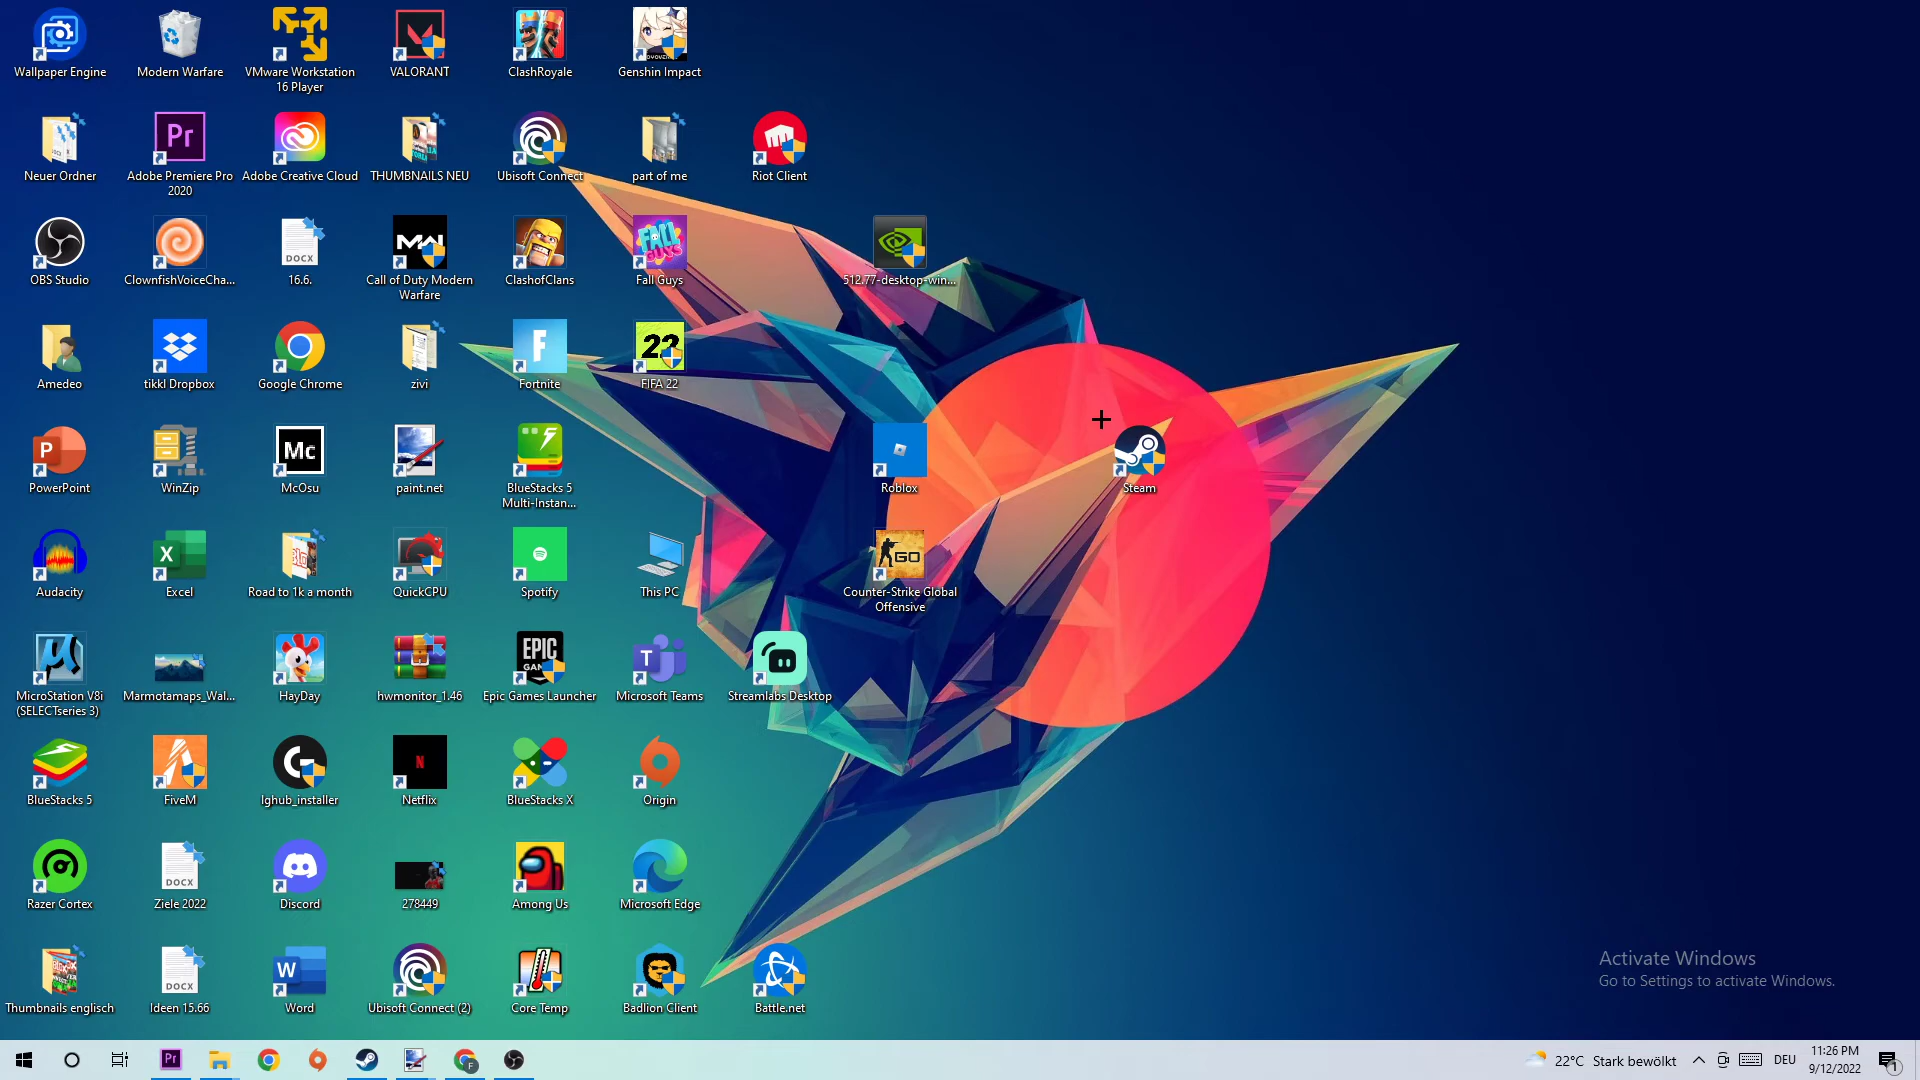 Wallpaper Engine
Modern Warfare
VMware Workstation
16 Player
VALORANT
ClashRoyale
Genshin Impact
Neuer Ordner
Adobe Premiere Pro
2020
Adobe Creative Cloud
THUMBNAILS NEU
Ubisoft Connect
part of me
Riot Client
OBS Studio
ClownfishVoiceCha...
16.6.
Call of Duty Modern
Warfare
ClashofClans
Fall Guys
512.77-desktop-win...
Amedeo
tikkl Dropbox
Google Chrome
zivi
Fortnite
FIFA 22
PowerPoint
WinZip
McOsu
paint.net
BlueStacks 5
Multi-Instan...
Roblox
Steam
Audacity
Excel
Road to 1k a month
QuickCPU
Spotify
This PC
Counter-Strike Global
Offensive
MicroStation V8i
(SELECTseries 3)
Marmotamaps_Wal...
HayDay
hwmonitor_1.46
Epic Games Launcher
Microsoft Teams
Streamlabs Desktop
BlueStacks 5
FiveM
lghub_installer
Netflix
BlueStacks X
Origin
Razer Cortex
Ziele 2022
Discord
278449
Among Us
Microsoft Edge
Thumbnails englisch
Ideen 15.66
Word
Ubisoft Connect (2)
Core Temp
Badlion Client
Battle.net
Activate Windows
Go to Settings to activate Windows.
22°C Stark bewölkt
DEU
11:26 PM
9/12/2022
1